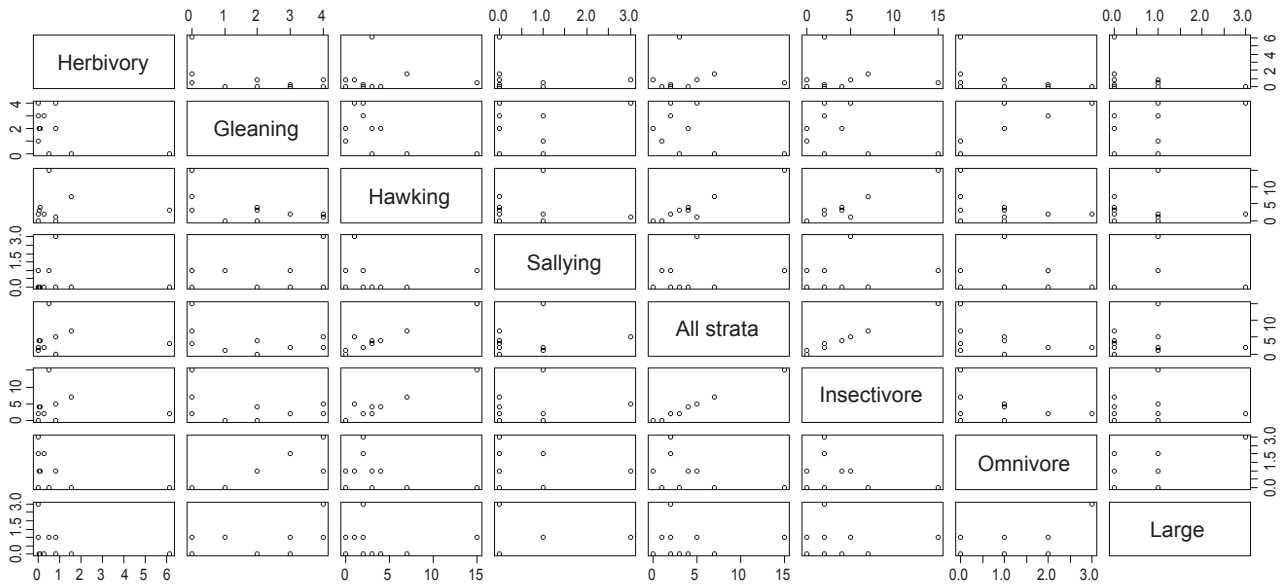 0 1 2 3 4 0.0 1.0 2.0 3.0 0 5 10 15 0.0 1.0 2.0 3.0
Herbivory
0 2 4 6
0 2 4
Gleaning
Hawking
0 5 10
0.0 1.5 3.0
Sallying
All strata
0 5 10
0 5 10
Insectivore
Omnivore
0.0 1.5 3.0
0.0 1.5 3.0
Large
0 1 2 3 4 5 6 0 5 10 15 0 5 10 15 0.0 1.0 2.0 3.0